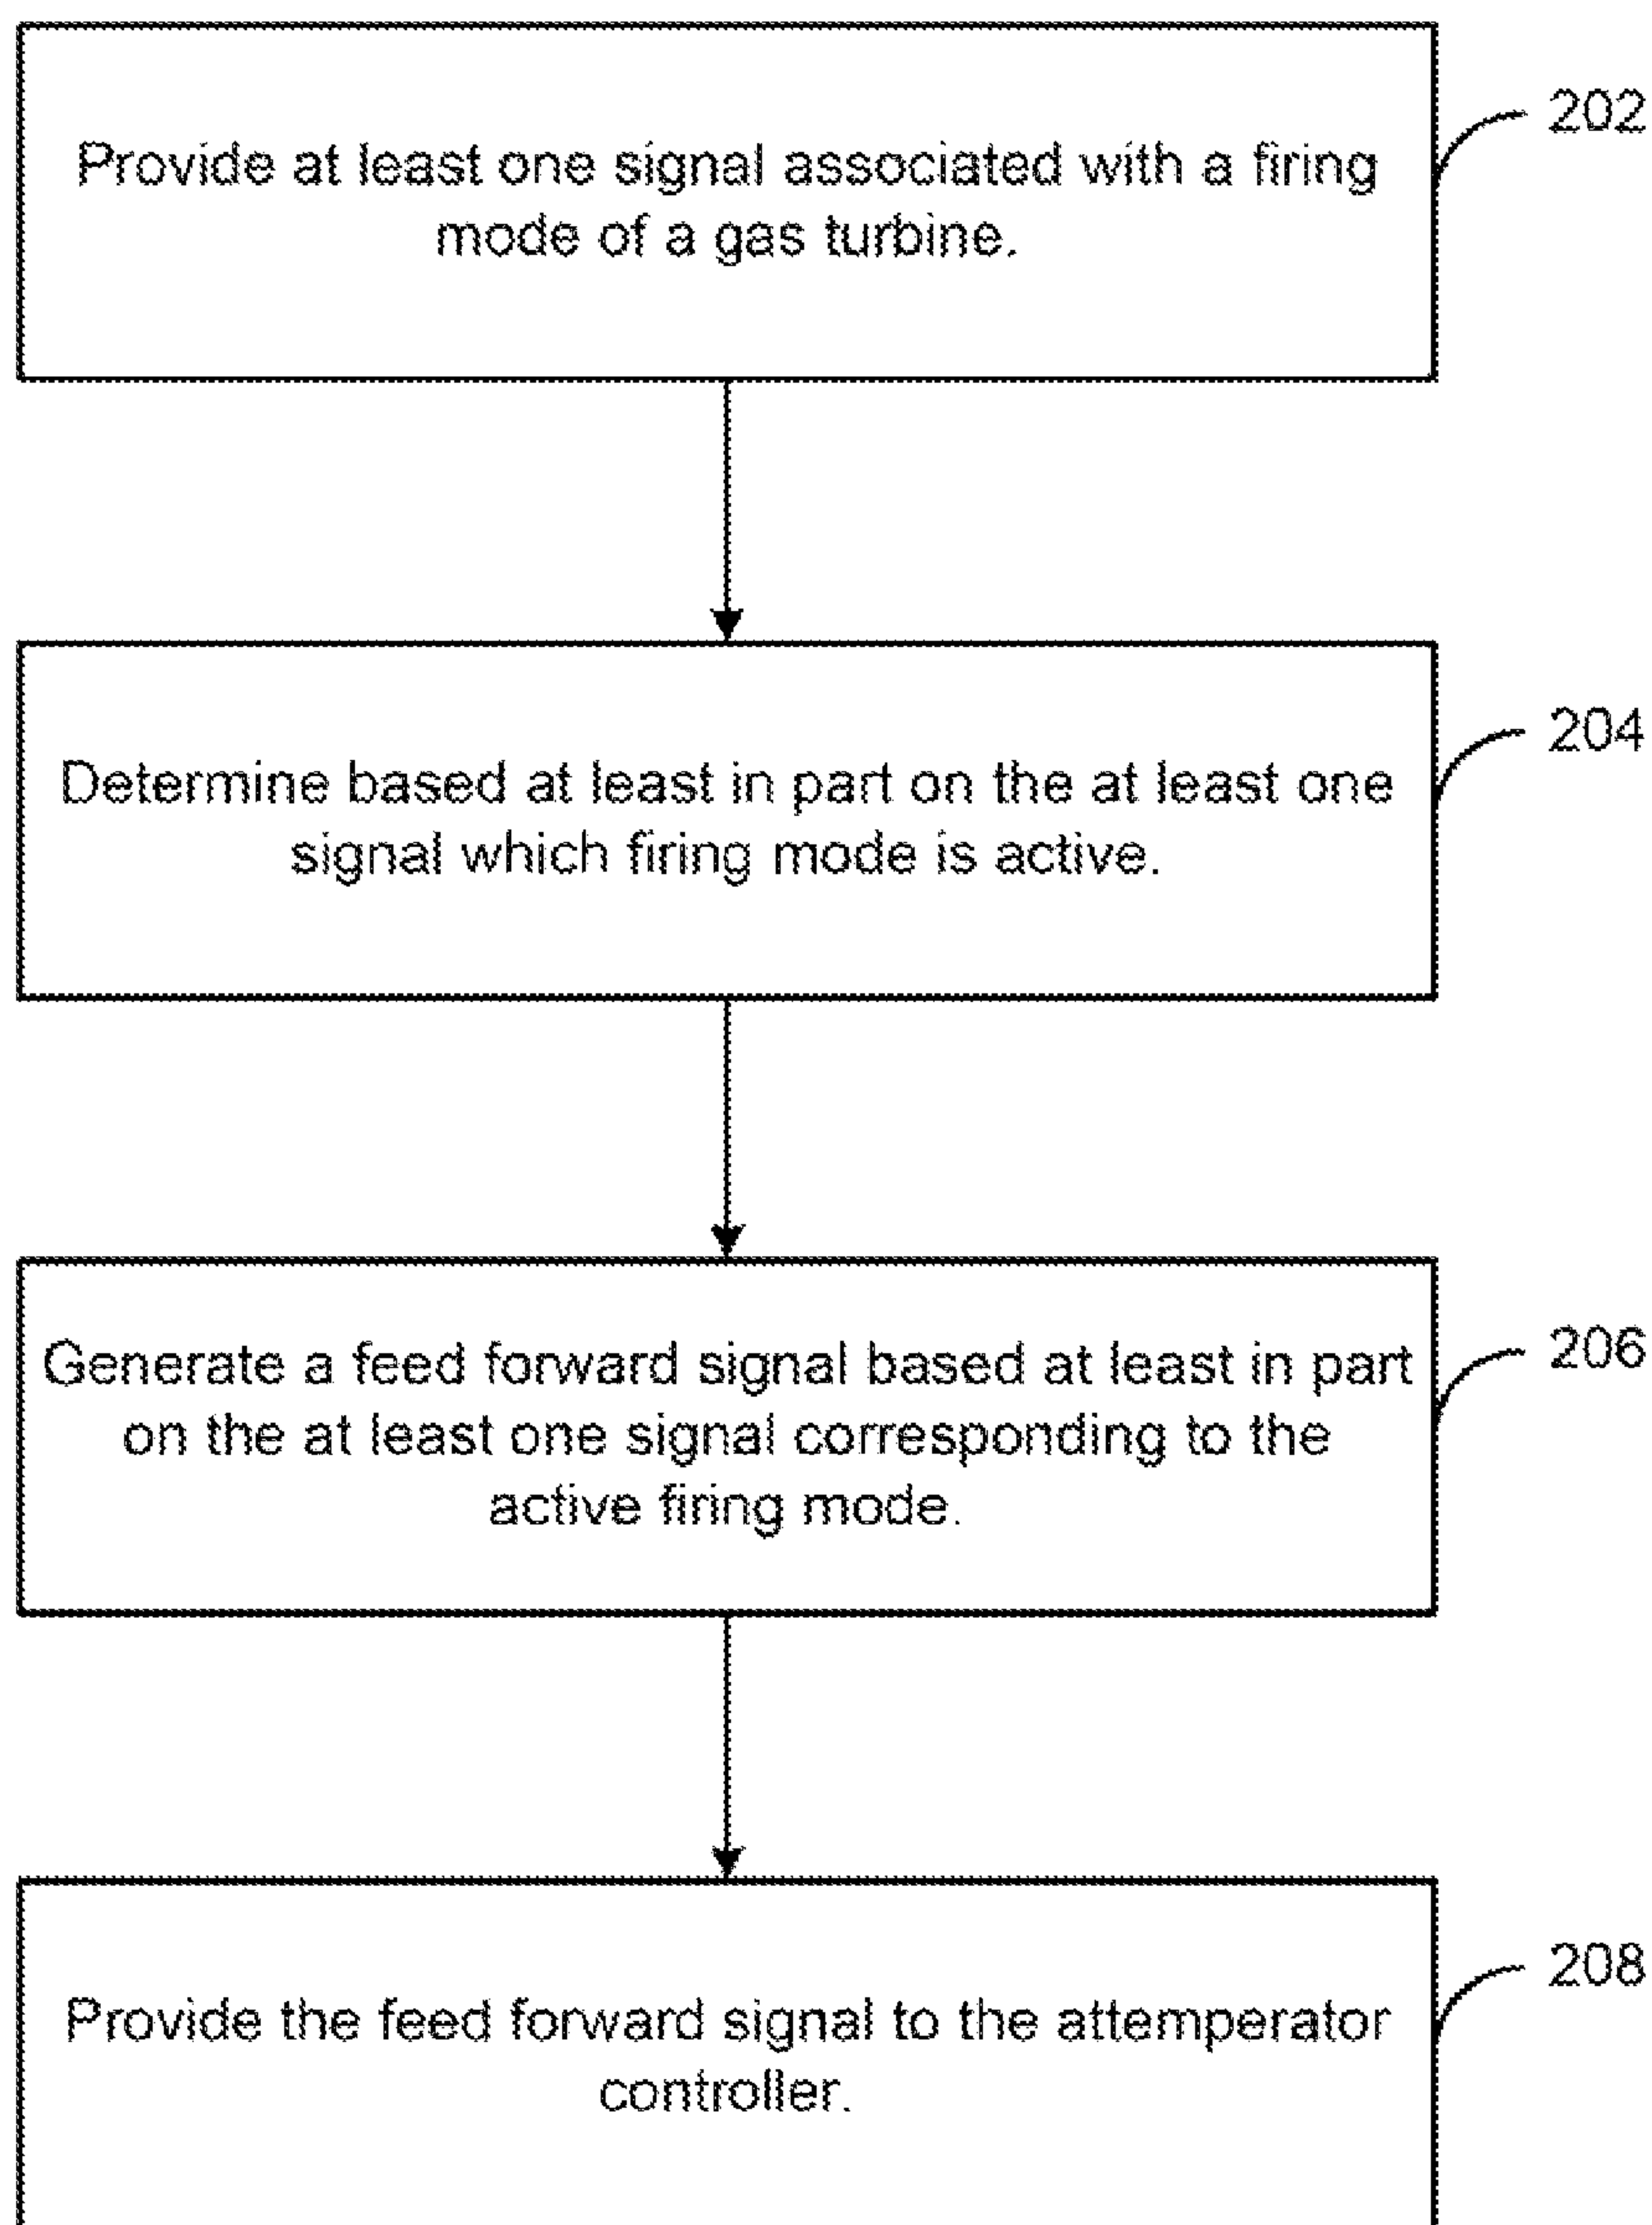 Provide at least one signal associated with a firing
mode of a gas turbine.
202
Determine based at least in part on the at least one
signal which firing mode is active.
204
Generate a feed forward signal based at least in part
on the at least one signal corresponding to the
active firing mode.
206
Provide the feed forward signal to the attemperator
controller.
208